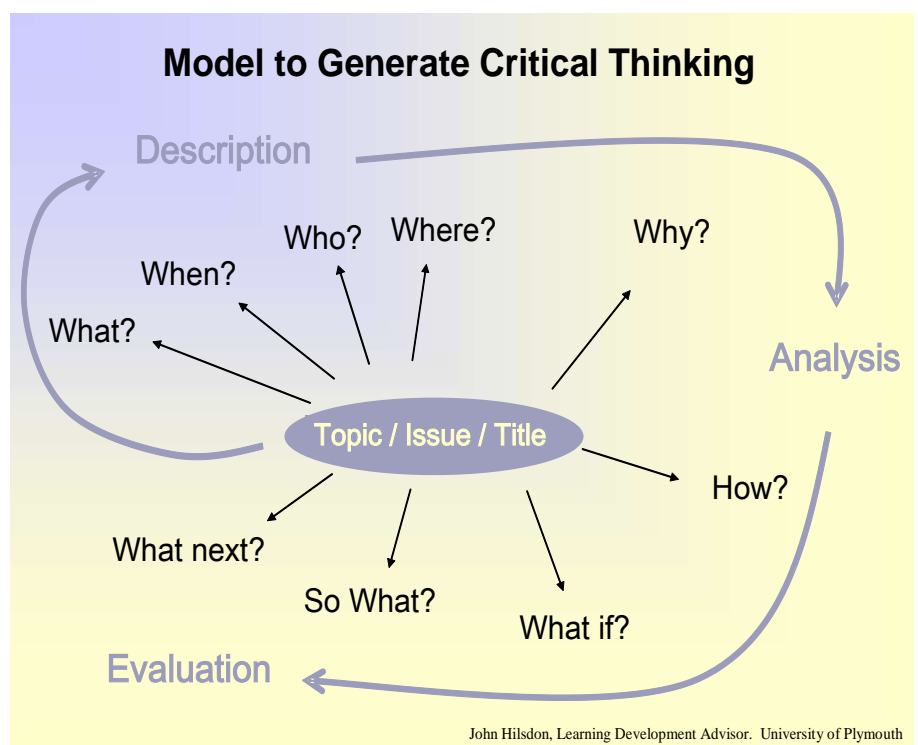 Model to Generate Critical Thinking
Description
Who?
Where?
Why?
When?
What?
Analysis
Topic / Issue / Title
How?
What next?
So What?
What if?
Evaluation
John Hilsdon, Learning Development Advisor. University of Plymouth